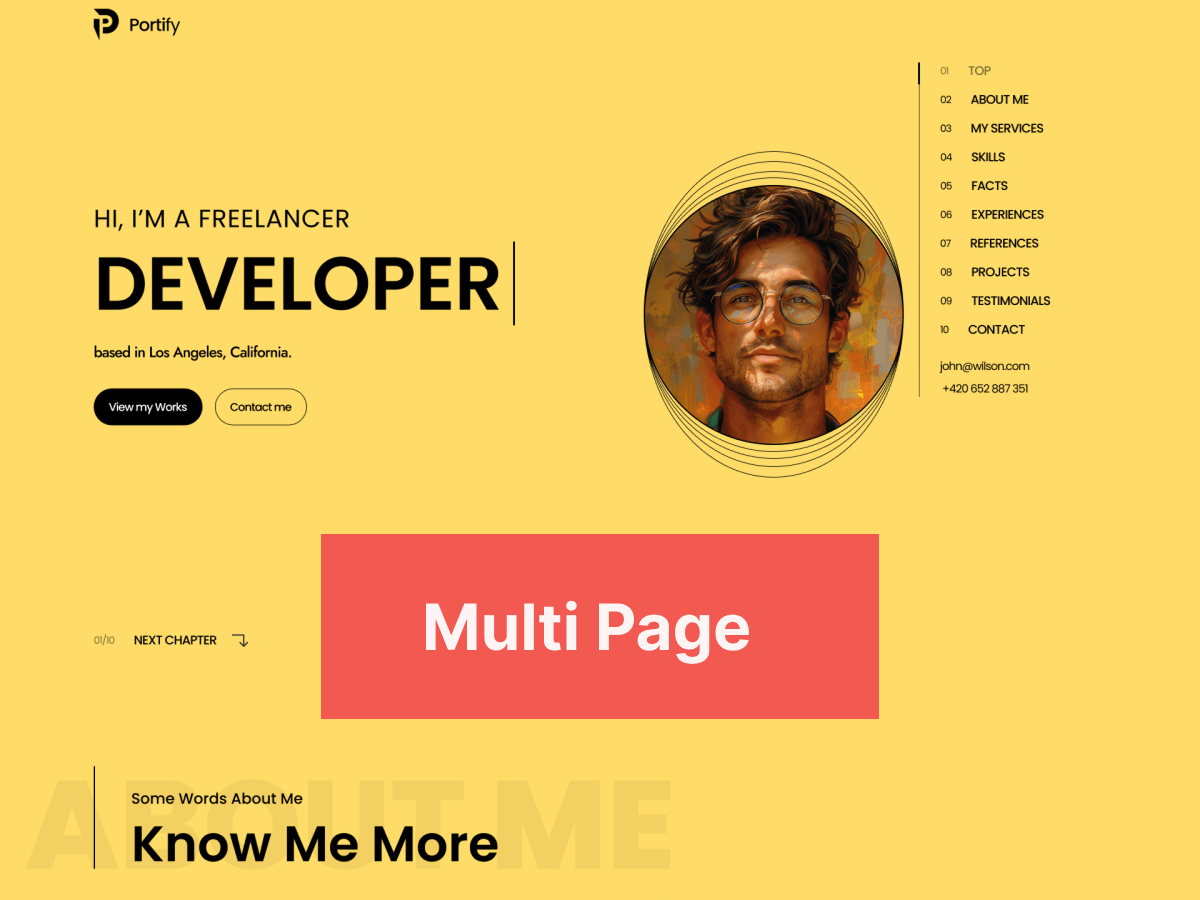 Portify
01 TOP
02 ABOUT ME
03 MY SERVICES
04 SKILLS
05 FACTS
06 EXPERIENCES
07 REFERENCES
08 PROJECTS
09 TESTIMONIALS
10 CONTACT
john@wilson.com
+420 652 887 351
HI, I'M A FREELANCER
DEVELOPER
based in Los Angeles, California.
View my Works
Contact me
Multi Page
01/10 NEXT CHAPTER
ABOUT ME
Some Words About Me
Know Me More